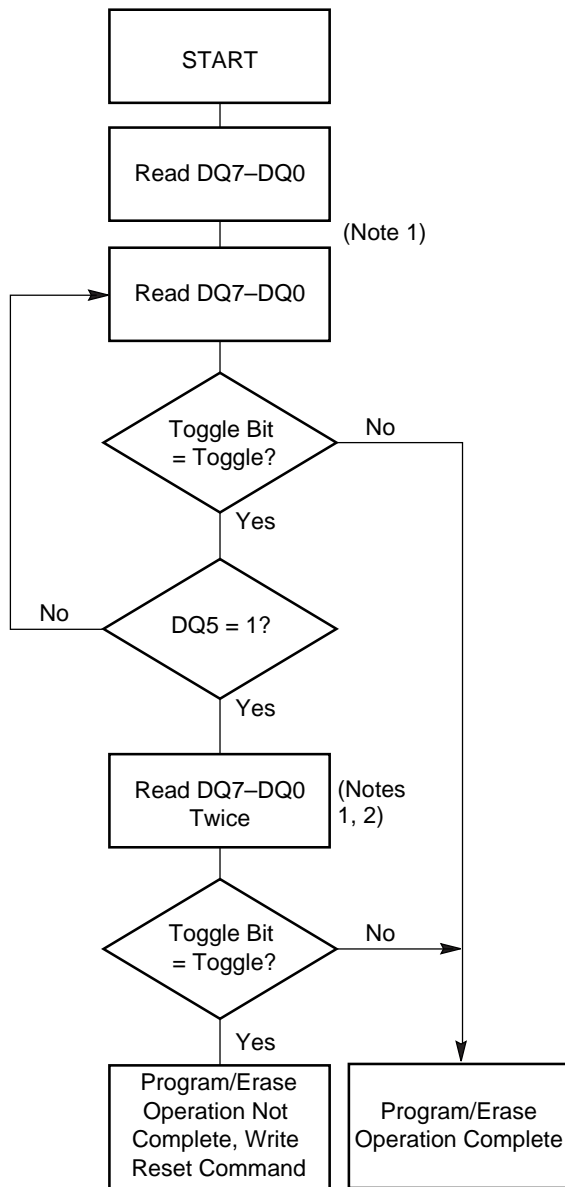 START
Read DQ7–DQ0
(Note 1)
Read DQ7–DQ0
Toggle Bit
= Toggle?
No
Yes
No
DQ5 = 1?
Yes
Read DQ7–DQ0
Twice
(Notes
1, 2)
Toggle Bit
= Toggle?
No
Yes
Program/Erase
Operation Not
Complete, Write
Reset Command
Program/Erase
Operation Complete